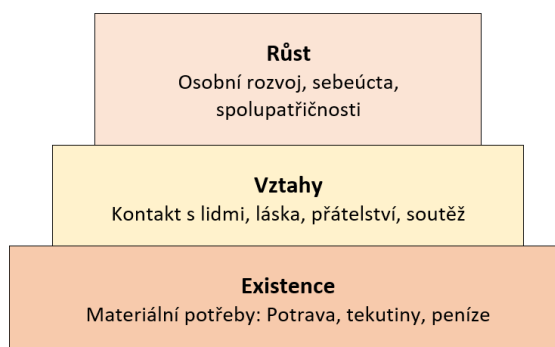 Růst
Osobní rozvoj, sebeúcta,
spolupatřičnosti
Vztahy
Kontakt s lidmi, láska, přátelství, soutěž
Existence
Materiální potřeby: Potrava, tekutiny, peníze